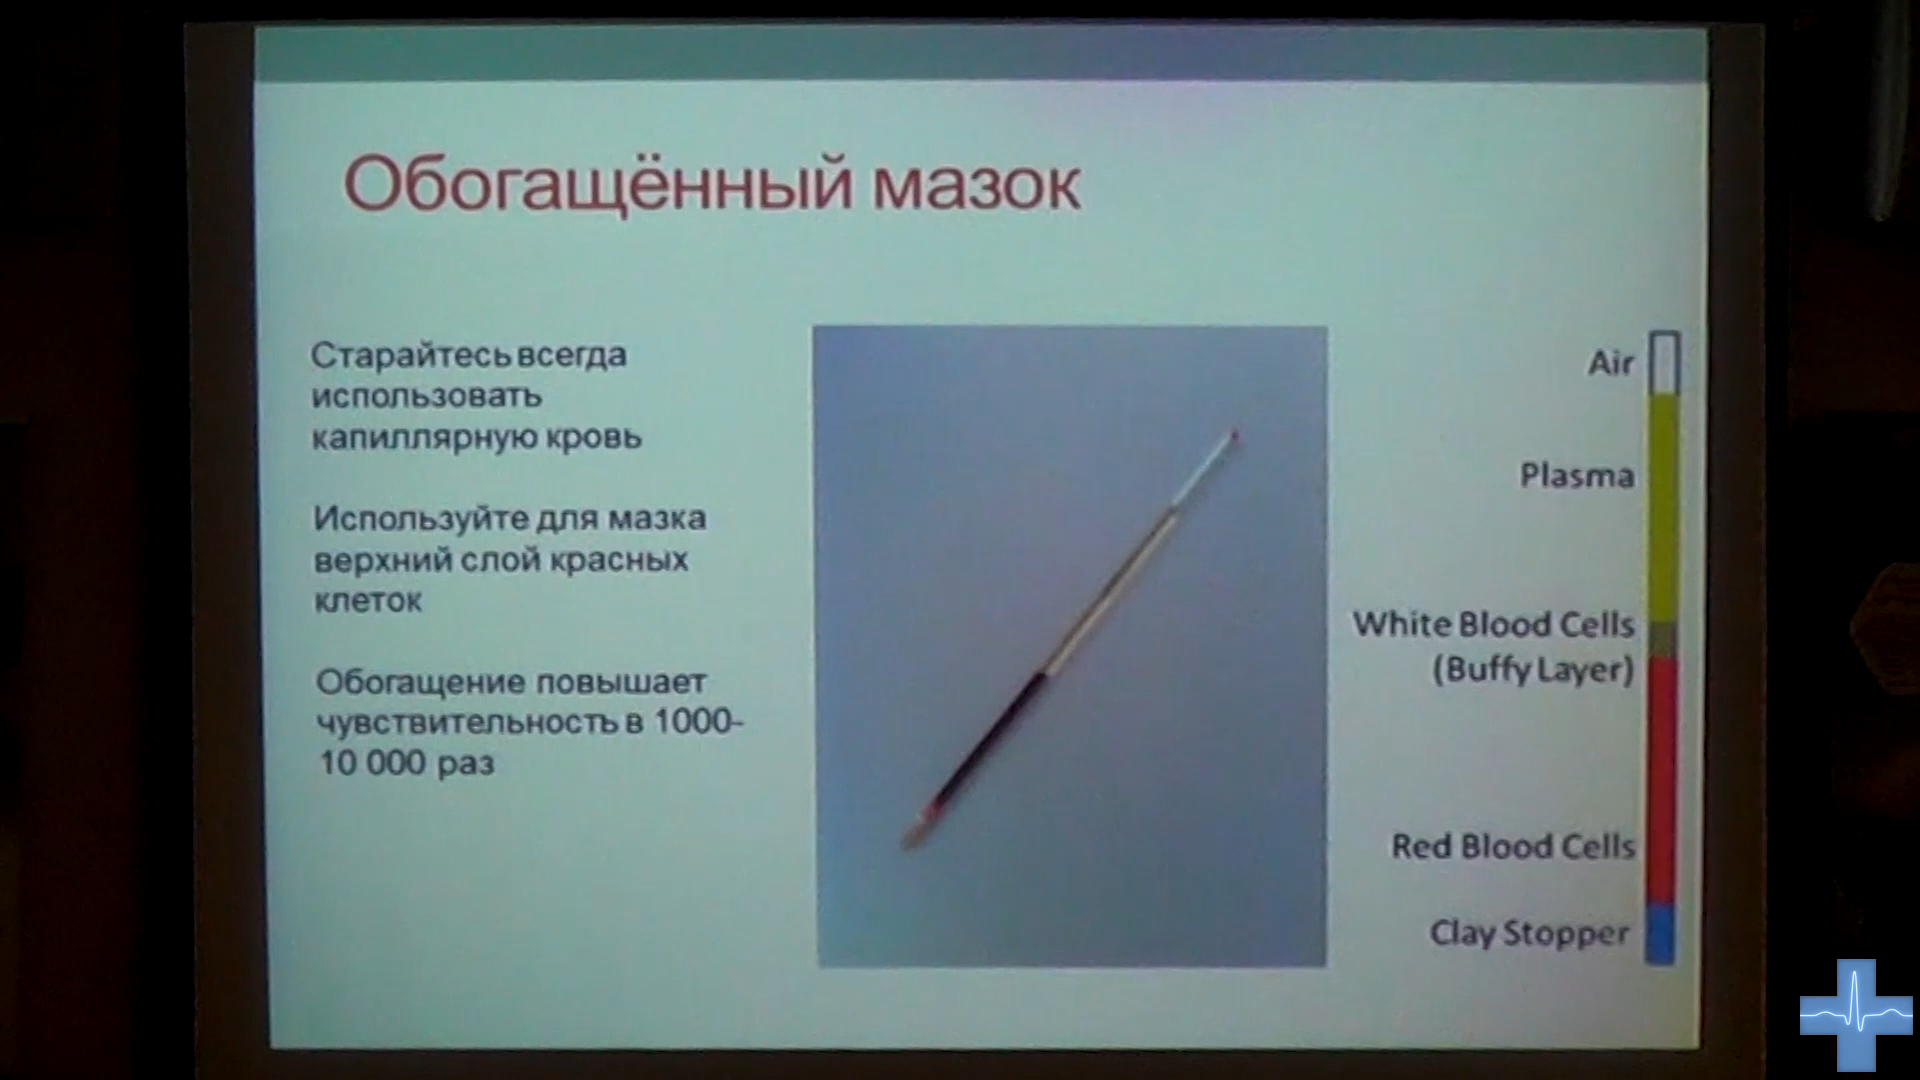 Обогащённый мазок
Старайтесь всегда
использовать
капиллярную кровь
Используйте для мазка
верхний слой красных
клеток
Обогащение повышает
чувствительность в 1000-
10 000 раз
Air
Plasma
White Blood Cells
(Buffy Layer)
Red Blood Cells
Clay Stopper